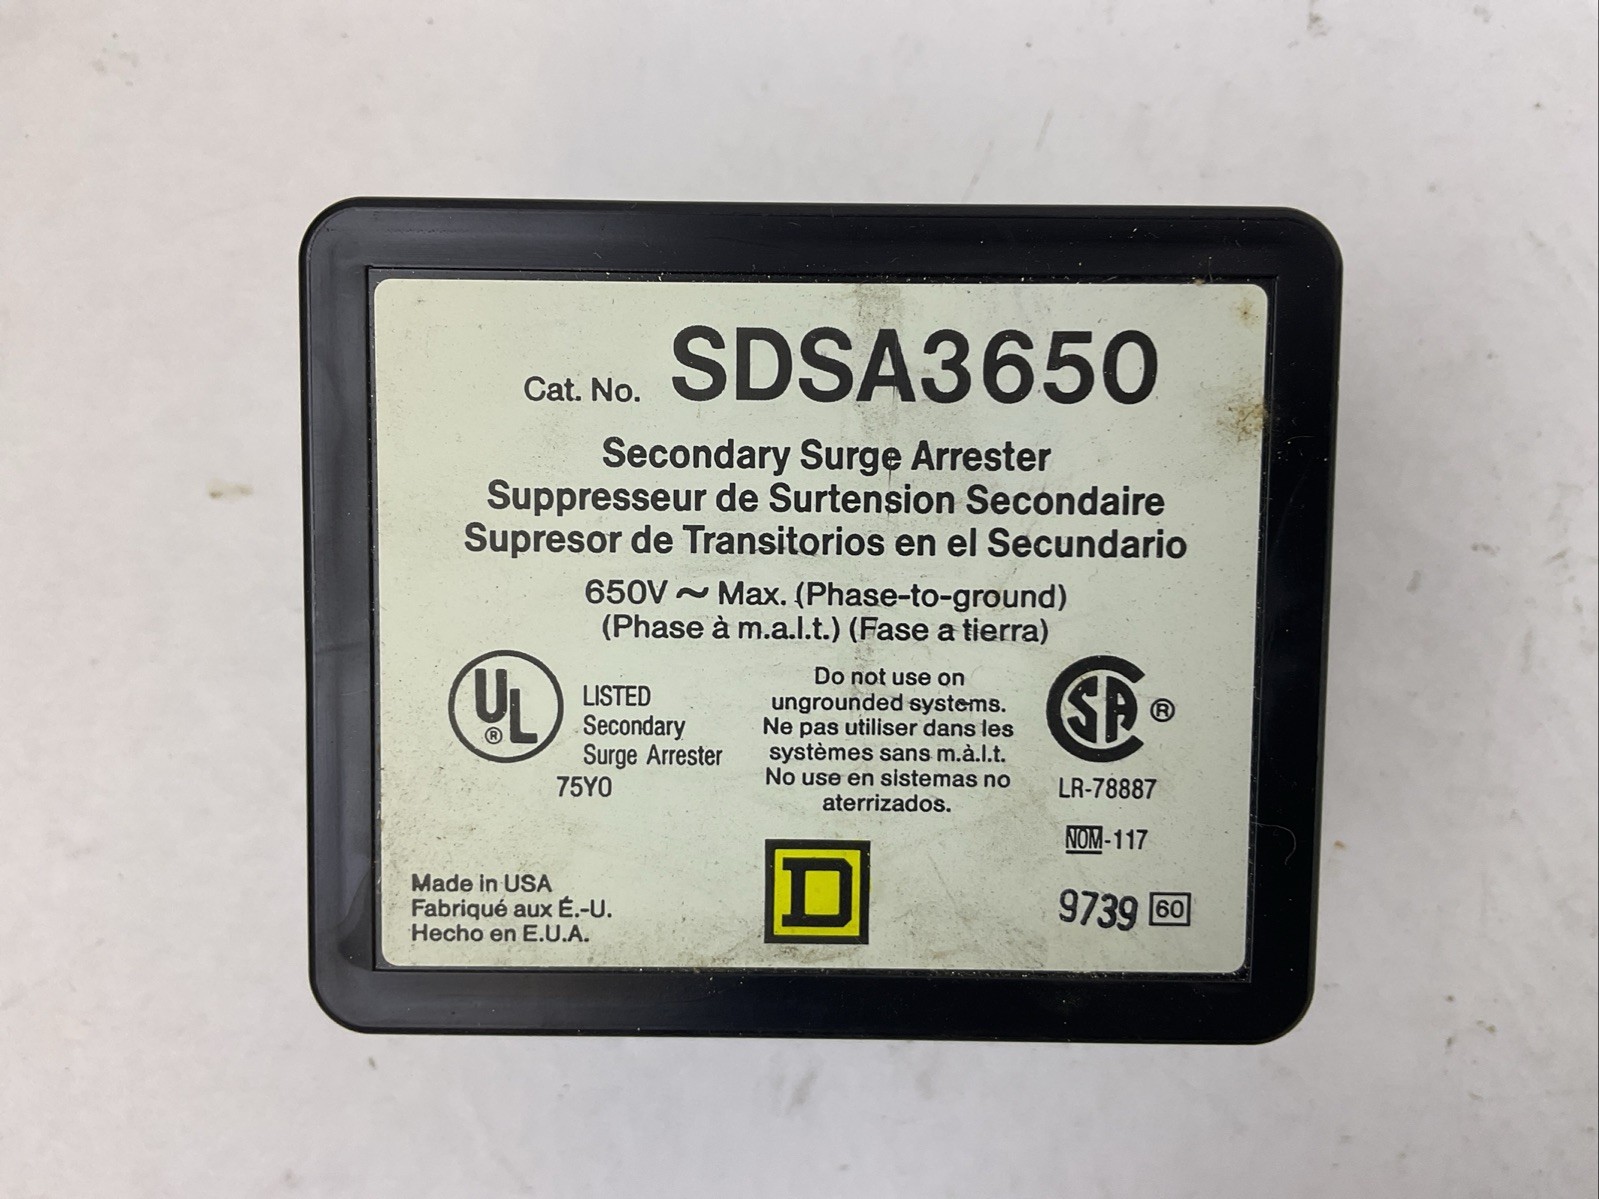 Cat. No. SDSA3650
Secondary Surge Arrester
Suppresseur de Surtension Secondaire
Supresor de Transitorios en el Secundario
650V ~ Max. (Phase-to-ground)
(Phase à m.a.l.t.) (Fase a tierra)
UL ®
LISTED
Secondary
Surge Arrester
75Y0
Do not use on
ungrounded systems.
Ne pas utiliser dans les
systèmes sans m.à.l.t.
No use en sistemas no
aterrizados.
CSA ®
LR-78887
NOM-117
Made in USA
Fabriqué aux É.-U.
Hecho en E.U.A.
D
9739 60